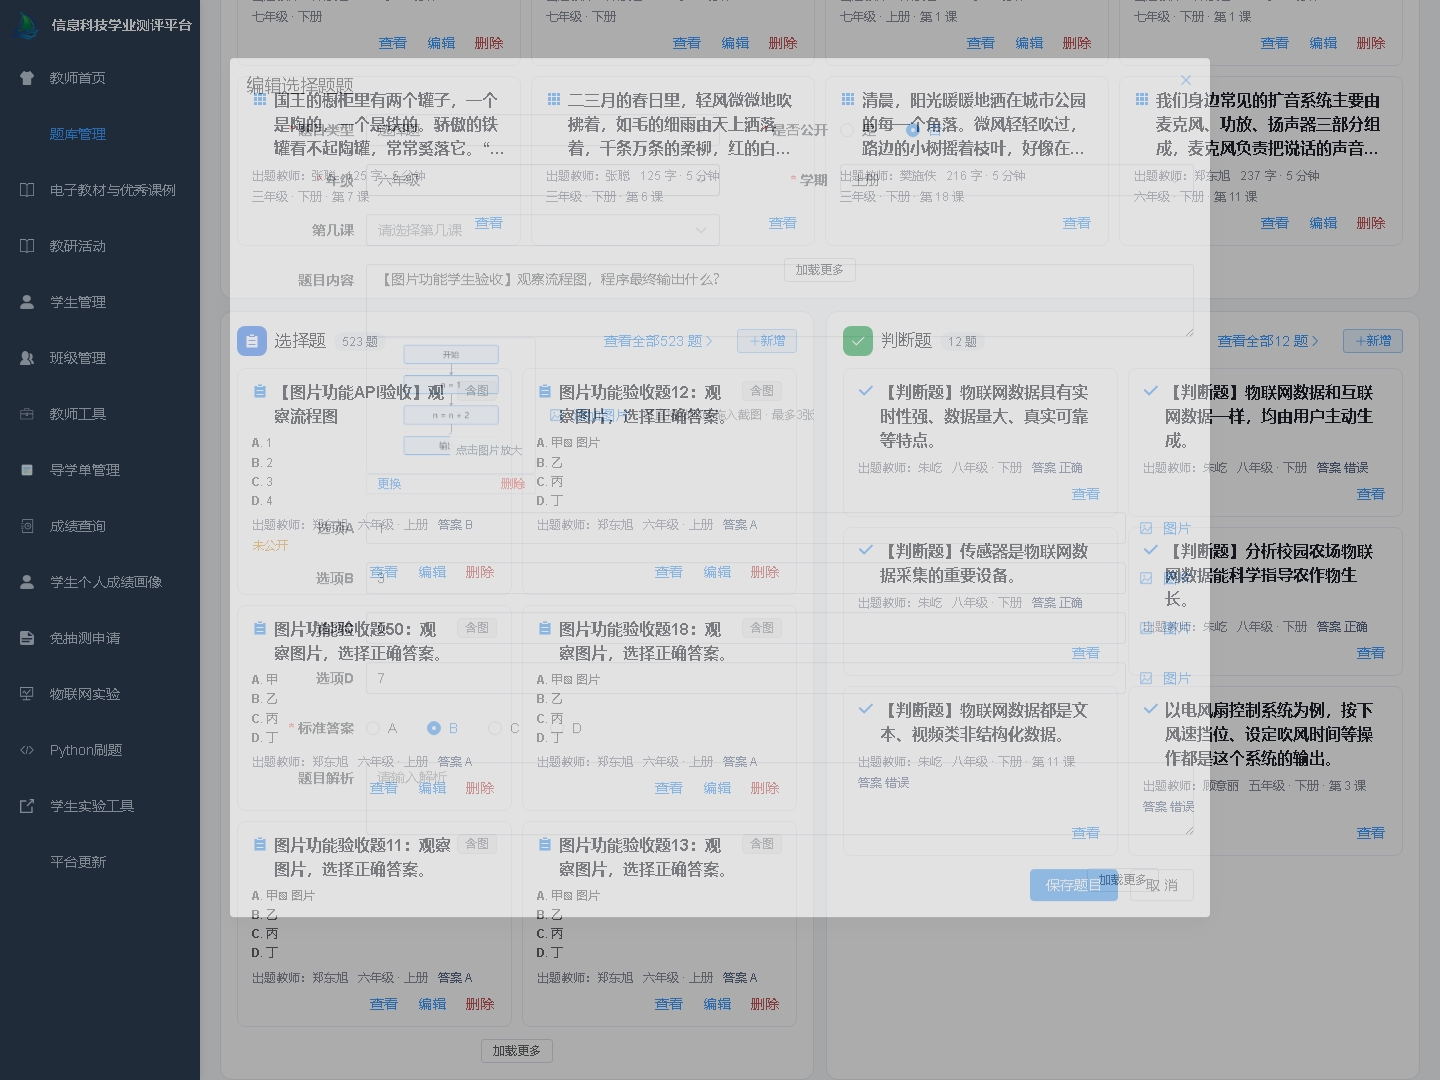 信息科技学业测评平台
教师首页
题库管理
电子教材与优秀课例
教研活动
学生管理
班级管理
教师工具
导学单管理
成绩查询
学生个人成绩画像
免抽测申请
物联网实验
Python刷题
学生实验工具
平台更新
七年级 · 下册
查看 编辑 删除
七年级 · 下册
查看 编辑 删除
七年级 · 上册 · 第 1 课
查看 编辑 删除
七年级 · 下册 · 第 1 课
查看 编辑 删除
国王的橱柜里有两个罐子，一个
是陶的，一个是铁的。骄傲的铁
罐看不起陶罐，常常奚落它。“...
出题教师：张聪 125 字 · 5 分钟
三年级 · 下册 · 第 7 课
查看
二三月的春日里，轻风微微地吹
拂着，如毛的细雨由天上洒落
着，千条万条的柔柳，红的白...
出题教师：张聪 125 字 · 5 分钟
三年级 · 下册 · 第 6 课
查看
清晨，阳光暖暖地洒在城市公园
的每一个角落。微风轻轻吹过，
路边的小树摇着枝叶，好像在...
出题教师：樊施佚 216 字 · 5 分钟
三年级 · 下册 · 第 18 课
查看
我们身边常见的扩音系统主要由
麦克风、功放、扬声器三部分组
成，麦克风负责把说话的声音...
出题教师：郑东旭 237 字 · 5 分钟
六年级 · 下册 · 第 11 课
查看 编辑 删除
加载更多
编辑选择题题
* 题目类型
选择题
是否公开
是
否
* 年级
六年级
* 学期
上册
第几课
请选择第几课
题目内容
【图片功能学生验收】观察流程图，程序最终输出什么？
开始
n = 1
n = n + 2
点击图片放大
更换
删除
最多3张
选项A
1
图片
选项B
3
图片
图片
选项D
7
图片
* 标准答案
A
B
C
D
题目解析
请输入解析
保存题目
取 消
选择题
523 题
查看全部523 题
+新增
【图片功能API验收】观
察流程图
含图
A. 1
B. 2
C. 3
D. 4
出题教师：郑东旭 六年级 · 上册 答案 B
未公开
查看 编辑 删除
图片功能验收题12：观
察图片，选择正确答案。
含图
A. 甲 图片
B. 乙
C. 丙
D. 丁
出题教师：郑东旭 六年级 · 上册 答案 A
查看 编辑 删除
图片功能验收题50：观
察图片，选择正确答案。
含图
A. 甲
B. 乙
C. 丙
D. 丁
出题教师：郑东旭 六年级 · 上册 答案 A
查看 编辑 删除
图片功能验收题18：观
察图片，选择正确答案。
含图
A. 甲 图片
B. 乙
C. 丙
D. 丁
出题教师：郑东旭 六年级 · 上册 答案 A
查看 编辑 删除
图片功能验收题11：观察
图片，选择正确答案。
含图
A. 甲 图片
B. 乙
C. 丙
D. 丁
出题教师：郑东旭 六年级 · 上册 答案 A
查看 编辑 删除
图片功能验收题13：观
察图片，选择正确答案。
含图
A. 甲 图片
B. 乙
C. 丙
D. 丁
出题教师：郑东旭 六年级 · 上册 答案 A
查看 编辑 删除
加载更多
判断题
12 题
查看全部12 题
+新增
【判断题】物联网数据具有实
时性强、数据量大、真实可靠
等特点。
出题教师：朱屹 八年级 · 下册 答案 正确
查看
【判断题】物联网数据和互联
网数据一样，均由用户主动生
成。
出题教师：朱屹 八年级 · 下册 答案 错误
查看
【判断题】传感器是物联网数
据采集的重要设备。
出题教师：朱屹 八年级 · 下册 答案 正确
查看
【判断题】分析校园农场物联
网数据能科学指导农作物生
长。
出题教师：朱屹 八年级 · 下册 答案 正确
查看
【判断题】物联网数据都是文
本、视频类非结构化数据。
出题教师：朱屹 八年级 · 下册 · 第 11 课
答案 错误
查看
以电风扇控制系统为例，按下
风速挡位、设定吹风时间等操
作都是这个系统的输出。
出题教师：顾意丽 五年级 · 下册 · 第 3 课
答案 错误
查看
加载更多